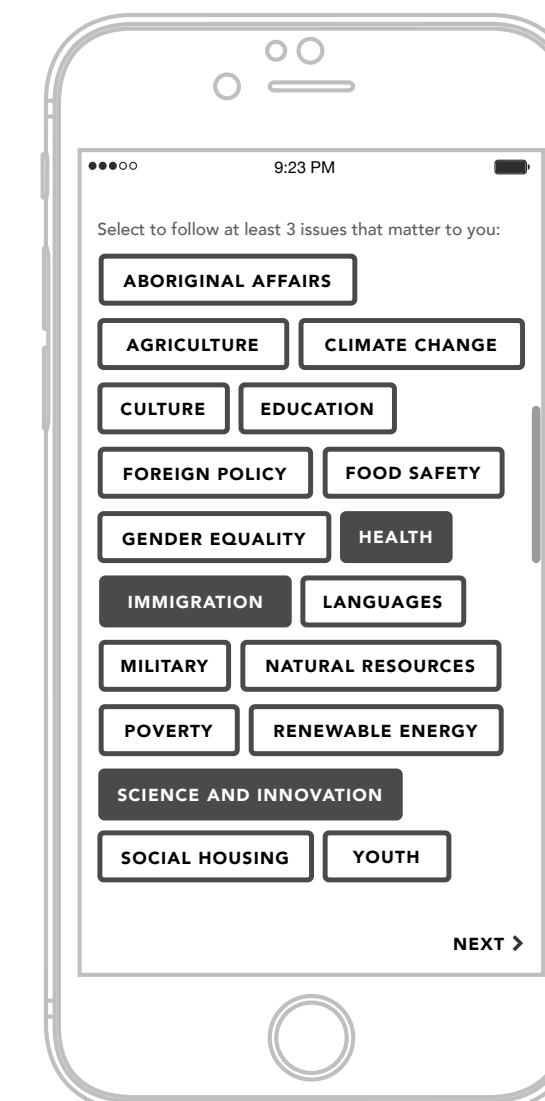 9:23 PM
Select to follow at least 3 issues that matter to you:
ABORIGINAL AFFAIRS
AGRICULTURE CLIMATE CHANGE
CULTURE EDUCATION
FOREIGN POLICY FOOD SAFETY
GENDER EQUALITY HEALTH
IMMIGRATION LANGUAGES
MILITARY NATURAL RESOURCES
POVERTY RENEWABLE ENERGY
SCIENCE AND INNOVATION
SOCIAL HOUSING YOUTH
NEXT